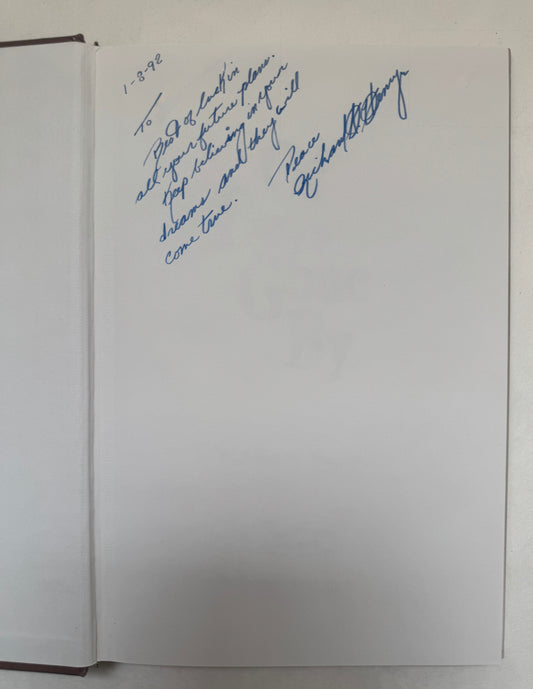 1-8-92
To
Best of luck in
all your future plans.
Keep believing in your
dreams and they will
come true.
Peace